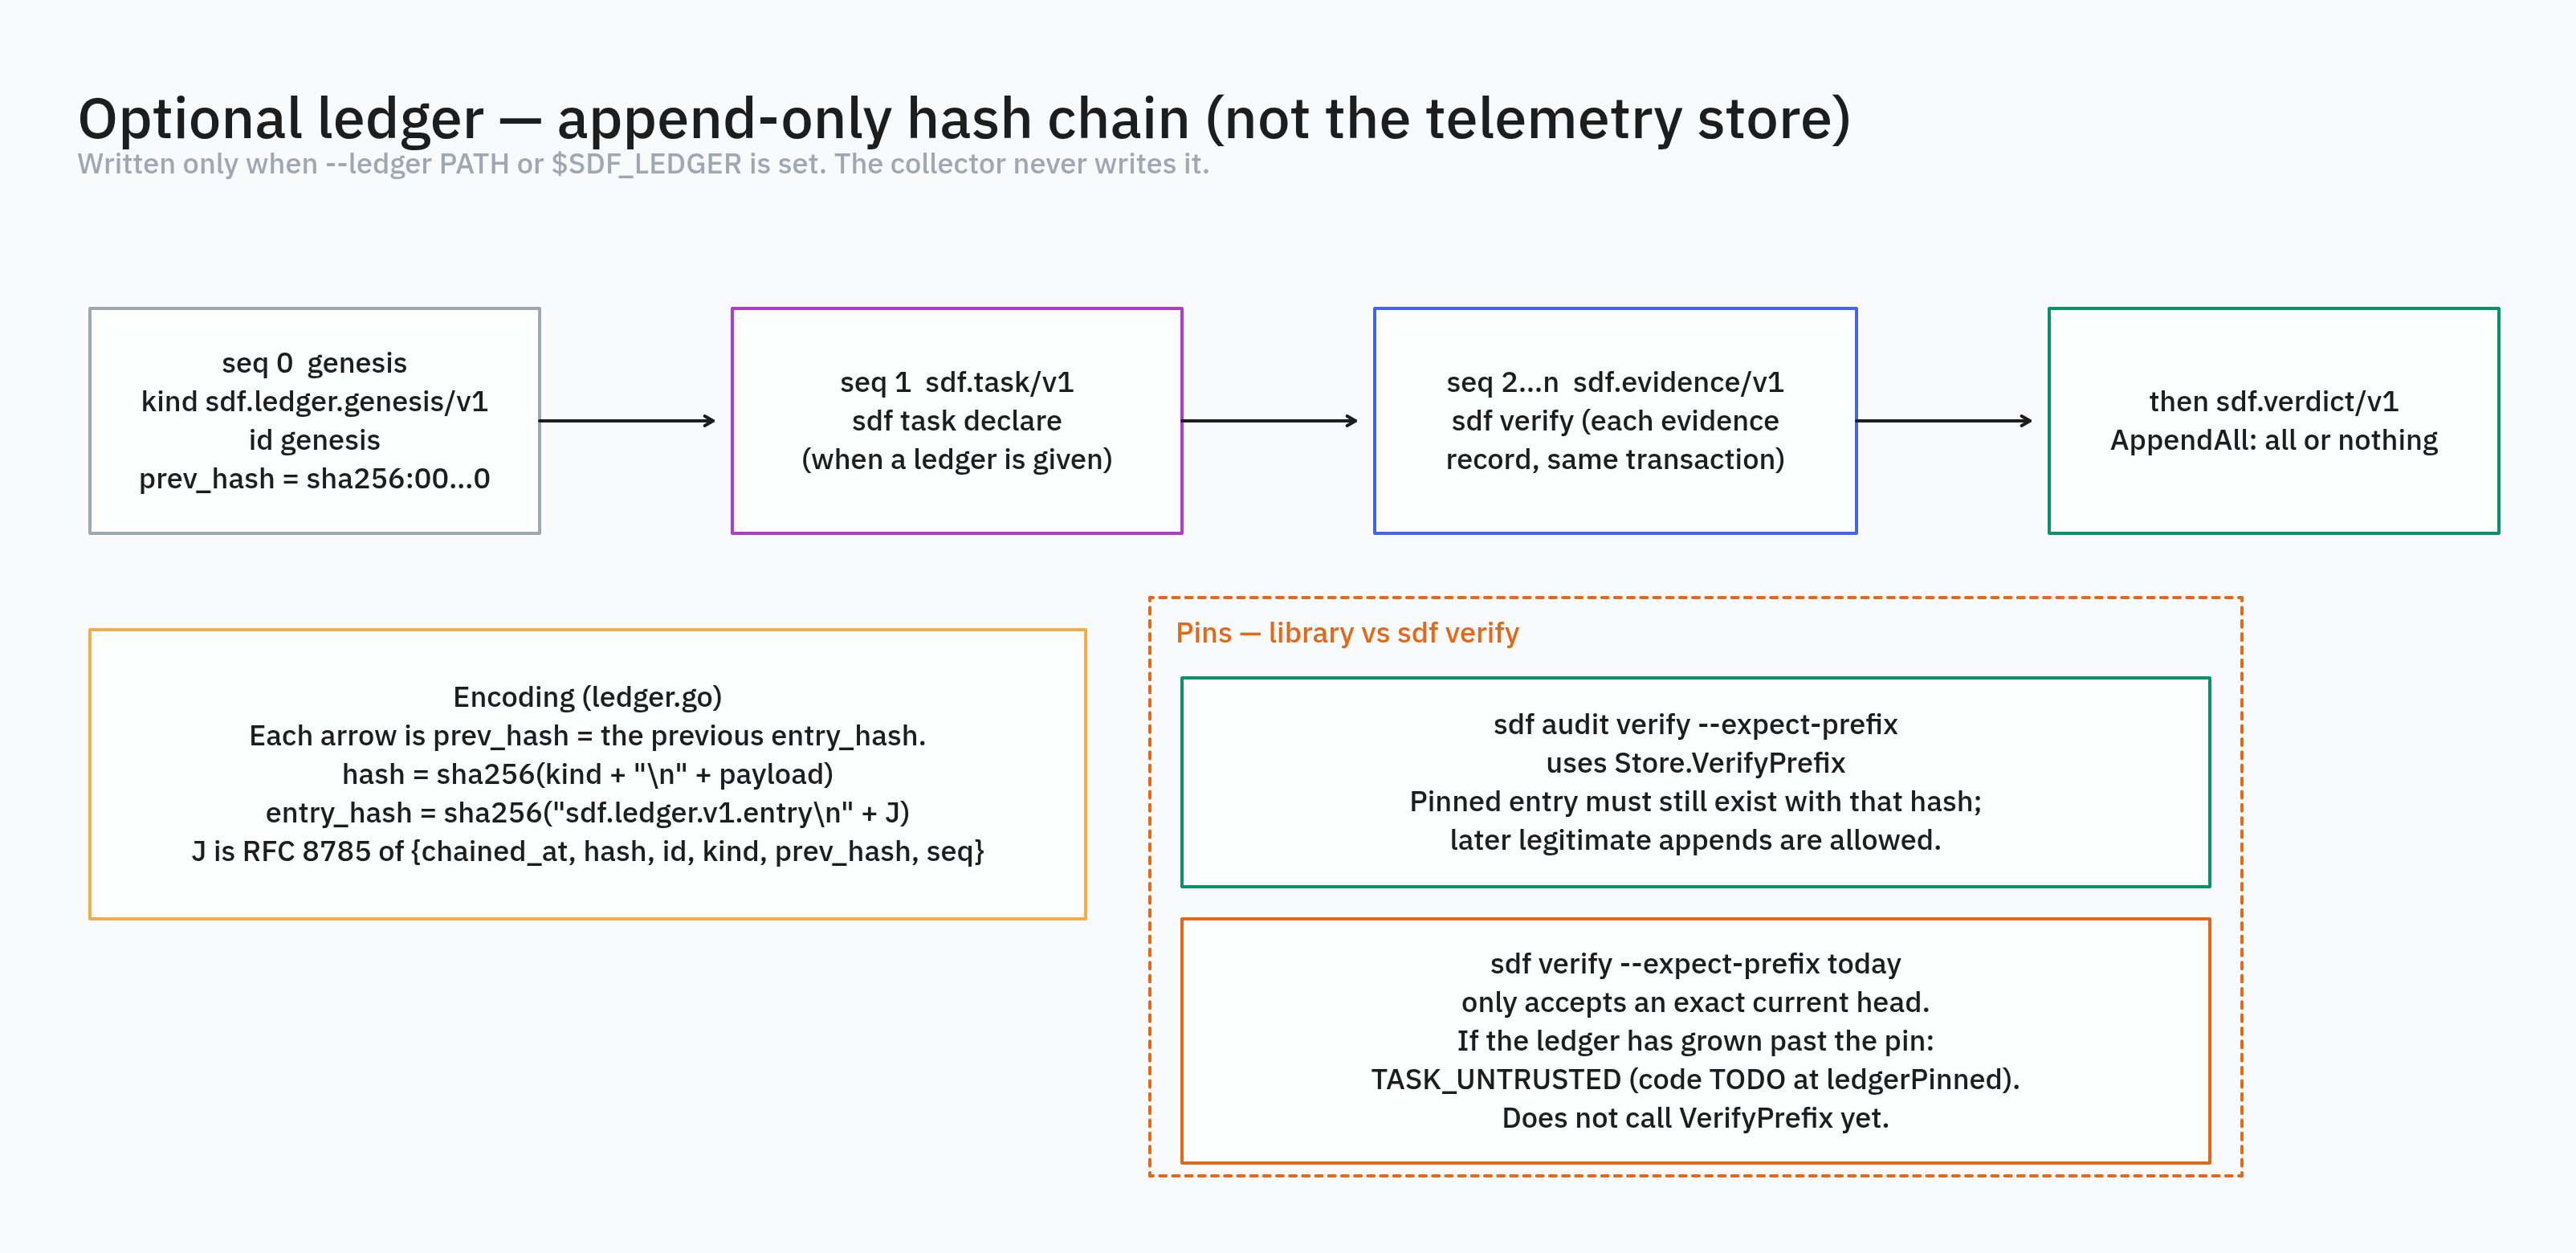 Optional ledger — append-only hash chain (not the telemetry store)
Written only when --ledger PATH or $SDF_LEDGER is set. The collector never writes it.
seq 0  genesis
kind sdf.ledger.genesis/v1
id genesis
prev_hash = sha256:00...0
seq 1  sdf.task/v1
sdf task declare
(when a ledger is given)
seq 2...n  sdf.evidence/v1
sdf verify (each evidence
record, same transaction)
then sdf.verdict/v1
AppendAll: all or nothing
Encoding (ledger.go)
Each arrow is prev_hash = the previous entry_hash.
hash = sha256(kind + "\n" + payload)
entry_hash = sha256("sdf.ledger.v1.entry\n" + J)
J is RFC 8785 of {chained_at, hash, id, kind, prev_hash, seq}
Pins — library vs sdf verify
sdf audit verify --expect-prefix
uses Store.VerifyPrefix
Pinned entry must still exist with that hash;
later legitimate appends are allowed.
sdf verify --expect-prefix today
only accepts an exact current head.
If the ledger has grown past the pin:
TASK_UNTRUSTED (code TODO at ledgerPinned).
Does not call VerifyPrefix yet.